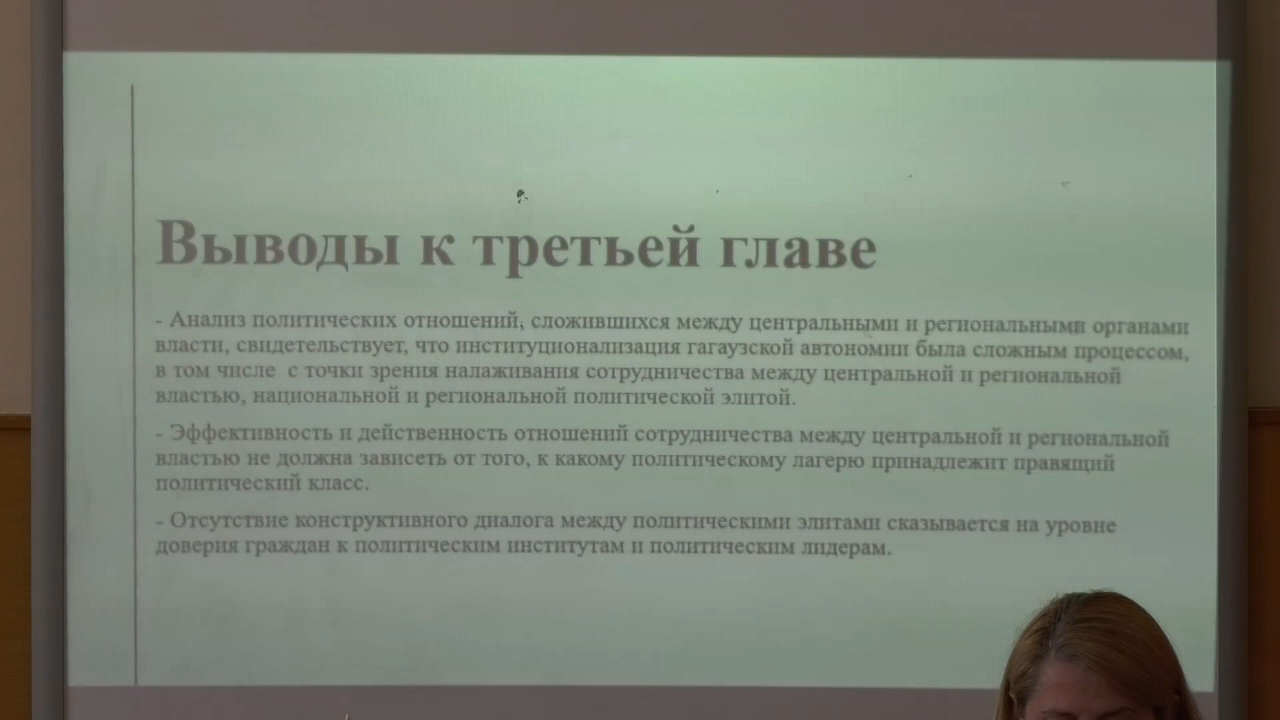 Выводы к третьей главе
- Анализ политических отношений, сложившихся между центральными и региональными органами
власти, свидетельствует, что институционализация гагаузской автономии была сложным процессом,
в том числе с точки зрения налаживания сотрудничества между центральной и региональной
властью, национальной и региональной политической элитой.
- Эффективность и действенность отношений сотрудничества между центральной и региональной
властью не должна зависеть от того, к какому политическому лагерю принадлежит правящий
политический класс.
- Отсутствие конструктивного диалога между политическими элитами сказывается на уровне
доверия граждан к политическим институтам и политическим лидерам.